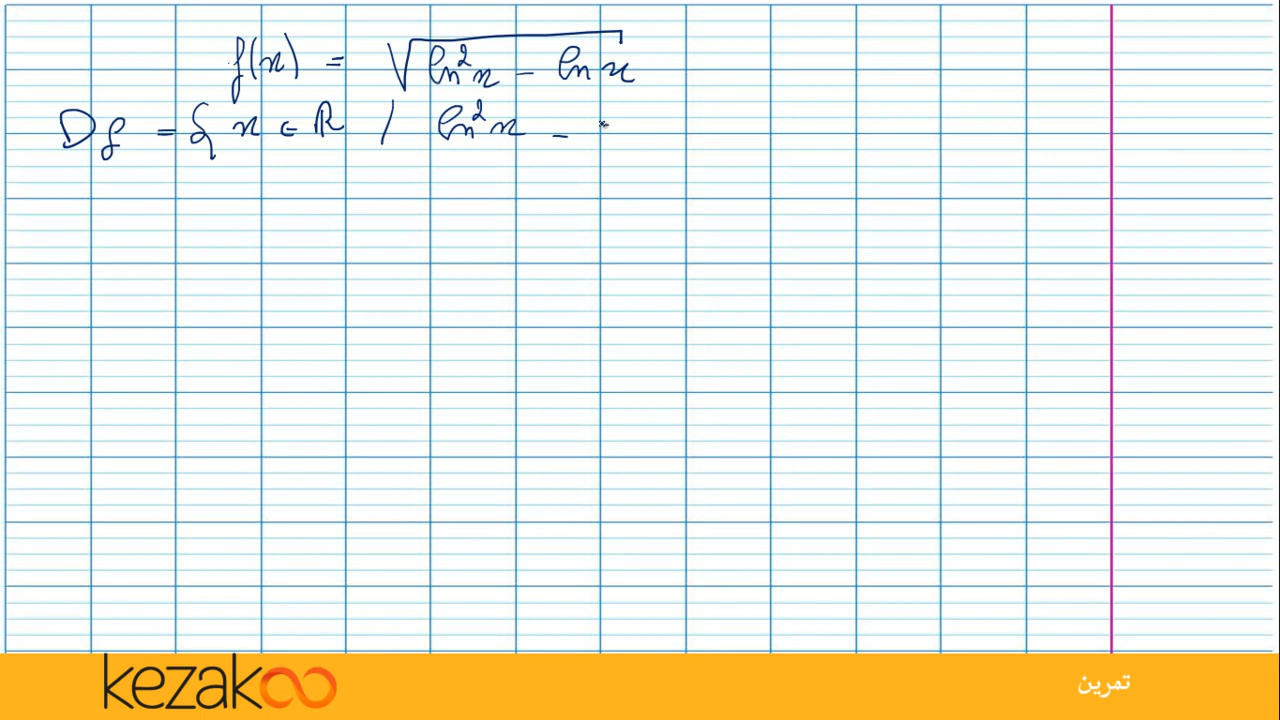 f(x) = √(ln²x - ln x)
Df = { x ∈ ℝ / ln²x -
kezakoo
تمرين